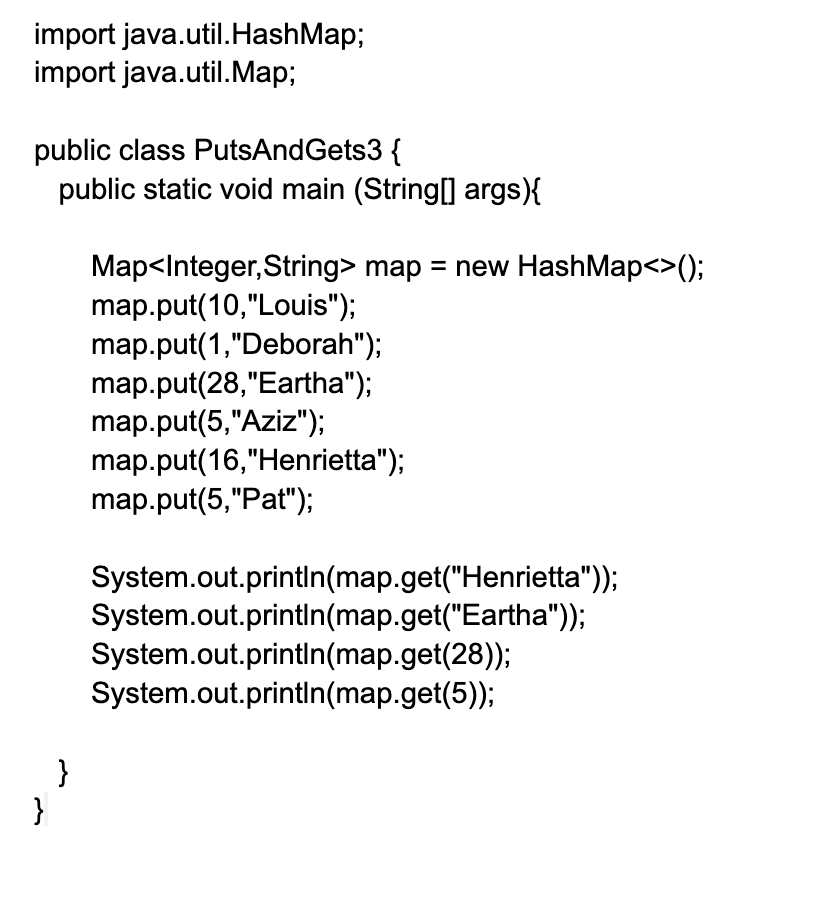 import java.util.HashMap;
import java.util.Map;
public class PutsAndGets3 {
public static void main (String[] args){
Map<Integer,String> map = new HashMap<>();
map.put(10,"Louis");
map.put(1,"Deborah");
map.put(28,"Eartha");
map.put(5,"Aziz");
map.put(16,"Henrietta");
map.put(5,"Pat");
System.out.println(map.get("Henrietta"));
System.out.println(map.get("Eartha"));
System.out.println(map.get(28));
System.out.println(map.get(5));
}
}